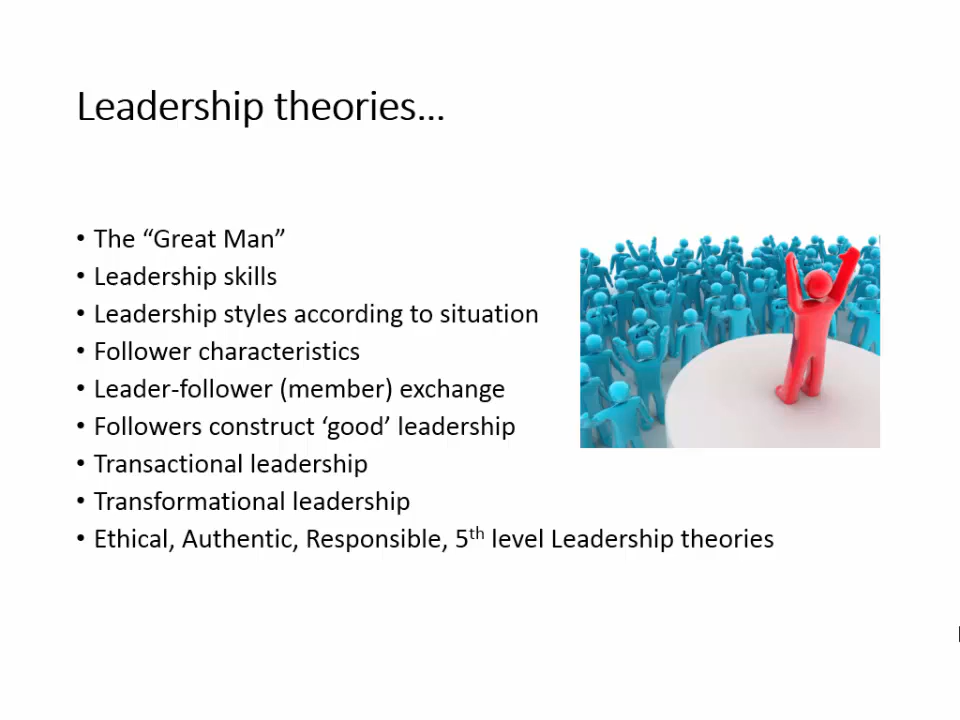 Leadership theories...
• The “Great Man”
• Leadership skills
• Leadership styles according to situation
• Follower characteristics
• Leader-follower (member) exchange
• Followers construct ‘good’ leadership
• Transactional leadership
• Transformational leadership
• Ethical, Authentic, Responsible, 5th level Leadership theories